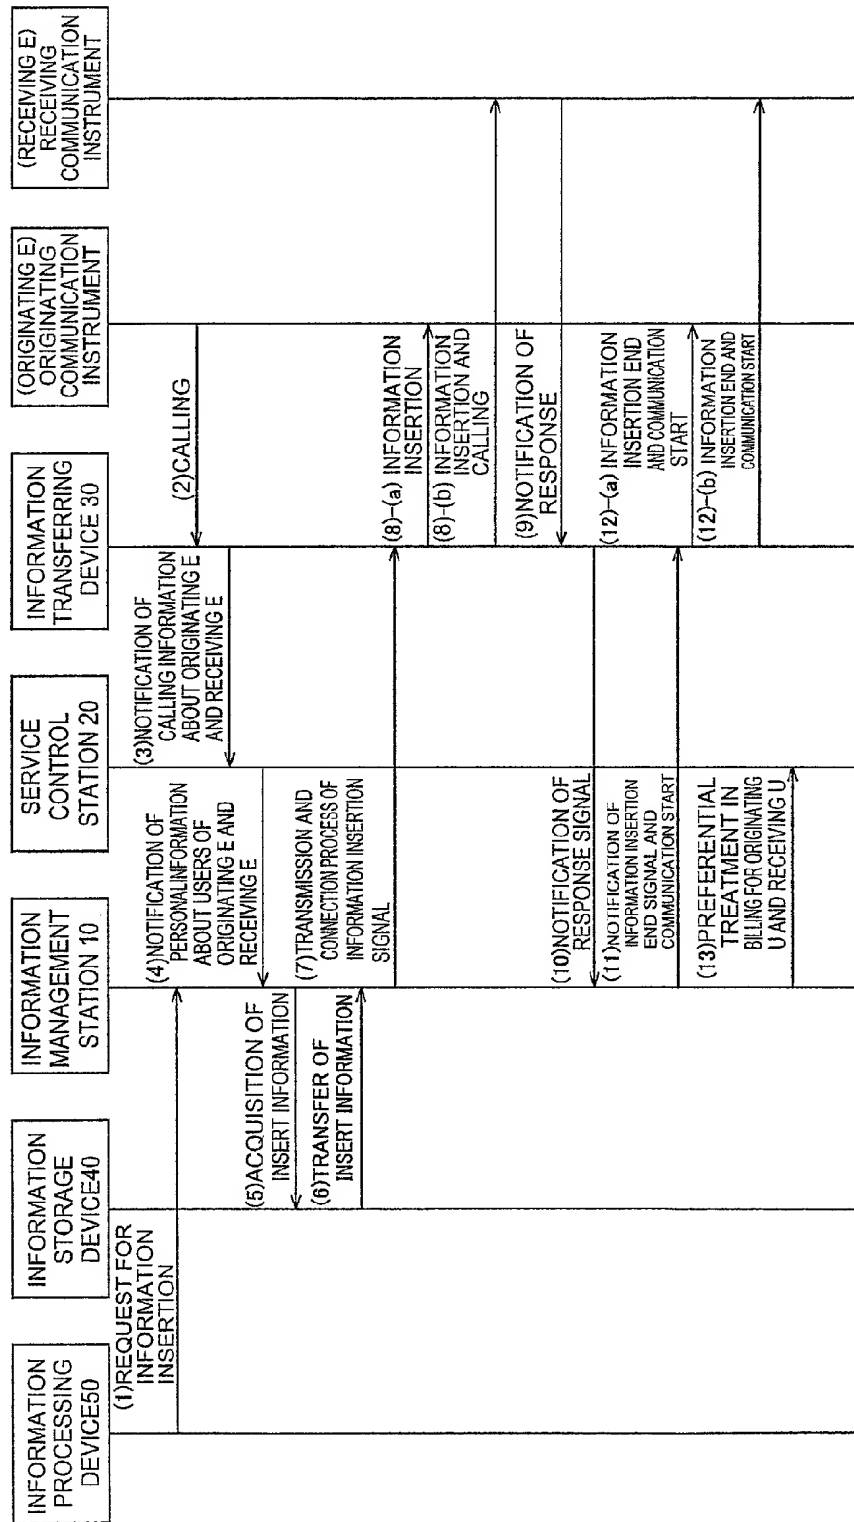 INFORMATION
PROCESSING
DEVICE50
INFORMATION
STORAGE
DEVICE40
INFORMATION
MANAGEMENT
STATION 10
SERVICE
CONTROL
STATION 20
INFORMATION
TRANSFERRING
DEVICE 30
(ORIGINATING E)
ORIGINATING
COMMUNICATION
INSTRUMENT
(RECEIVING E)
RECEIVING
COMMUNICATION
INSTRUMENT
(1)REQUEST FOR
INFORMATION
INSERTION
(2)CALLING
(3)NOTIFICATION OF
CALLING INFORMATION
ABOUT ORIGINATING E
AND RECEIVING E
(4)NOTIFICATION OF
PERSONALINFORMATION
ABOUT USERS OF
ORIGINATING E AND
RECEIVING E
(5)ACQUISITION OF
INSERT INFORMATION
(6)TRANSFER OF
INSERT INFORMATION
(7)TRANSMISSION AND
CONNECTION PROCESS OF
INFORMATION INSERTION
SIGNAL
(8)-(a) INFORMATION
INSERTION
(8)-(b) INFORMATION
INSERTION AND
CALLING
(9)NOTIFICATION OF
RESPONSE
(10)NOTIFICATION OF
RESPONSE SIGNAL
(11)NOTIFICATION OF
INFORMATION INSERTION
END SIGNAL AND
COMMUNICATION START
(12)-(a) INFORMATION
INSERTION END
AND COMMUNICATION
START
(12)-(b) INFORMATION
INSERTION END AND
COMMUNICATION START
(13)PREFERENTIAL
TREATMENT IN
BILLING FOR ORIGINATING
U AND RECEIVING U